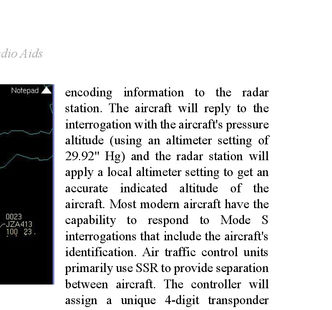 dio Aids
Notepad
0023
JZA413
100 23.
encoding information to the radar
station. The aircraft will reply to the
interrogation with the aircraft's pressure
altitude (using an altimeter setting of
29.92" Hg) and the radar station will
apply a local altimeter setting to get an
accurate indicated altitude of the
aircraft. Most modern aircraft have the
capability to respond to Mode S
interrogations that include the aircraft's
identification. Air traffic control units
primarily use SSR to provide separation
between aircraft. The controller will
assign a unique 4-digit transponder